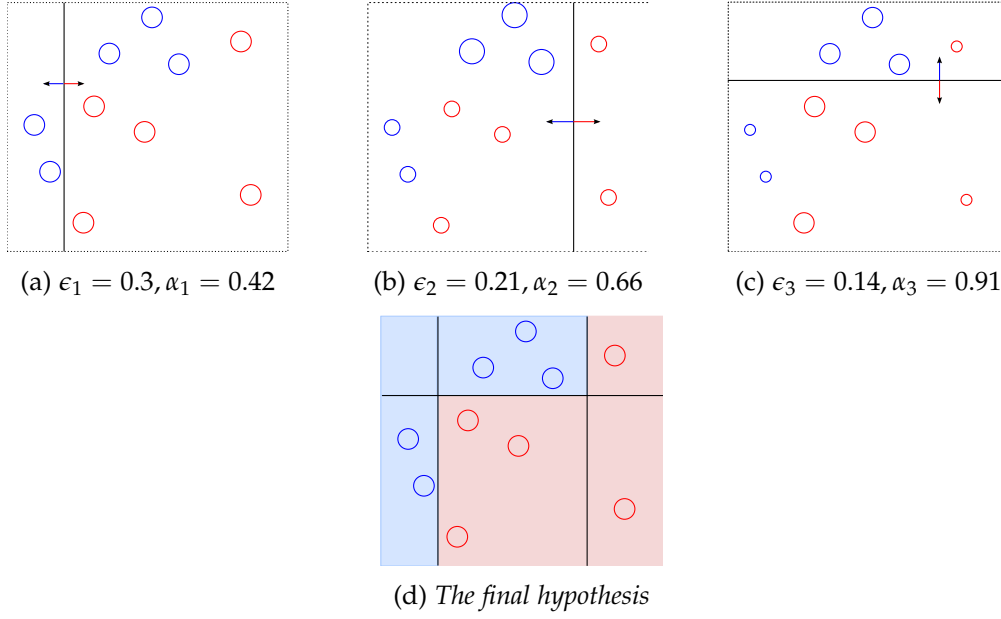 (a) ϵ₁ = 0.3, α₁ = 0.42
(b) ϵ₂ = 0.21, α₂ = 0.66
(c) ϵ₃ = 0.14, α₃ = 0.91
(d) The final hypothesis